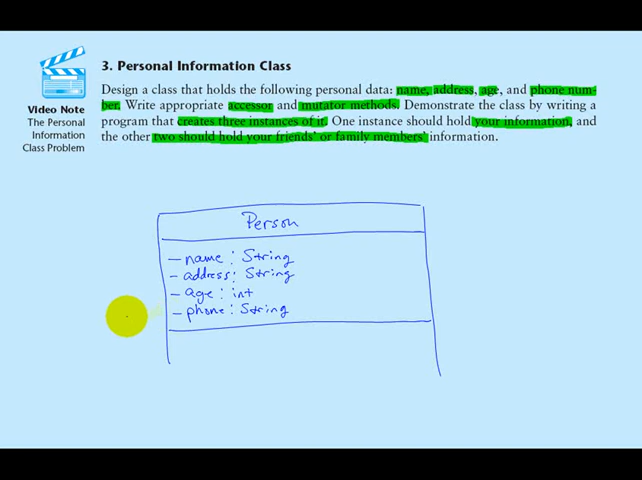 3. Personal Information Class
Design a class that holds the following personal data: name, address, age, and phone num-
ber. Write appropriate accessor and mutator methods. Demonstrate the class by writing a
program that creates three instances of it. One instance should hold your information, and
the other two should hold your friends' or family members' information.
Video Note
The Personal
Information
Class Problem
Person
- name : String
- address : String
- age : int
- phone : String